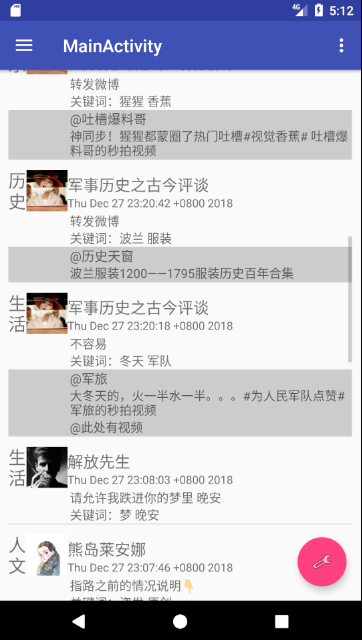 4G 5:12
MainActivity
转发微博
关键词：猩猩 香蕉
@吐槽爆料哥
神同步！猩猩都蒙圈了热门吐槽#视觉香蕉# 吐槽爆
料哥的秒拍视频
历史
军事历史之古今评谈
Thu Dec 27 23:20:42 +0800 2018
转发微博
关键词：波兰 服装
@历史天窗
波兰服装1200——1795服装历史百年合集
生活
军事历史之古今评谈
Thu Dec 27 23:20:18 +0800 2018
不容易
关键词：冬天 军队
@军旅
大冬天的，火一半水一半。。。#为人民军队点赞#
军旅的秒拍视频
@此处有视频
生活
解放先生
Thu Dec 27 23:08:03 +0800 2018
请允许我跌进你的梦里 晚安
关键词：梦 晚安
人文
熊岛莱安娜
Thu Dec 27 23:07:46 +0800 2018
指路之前的情况说明👇